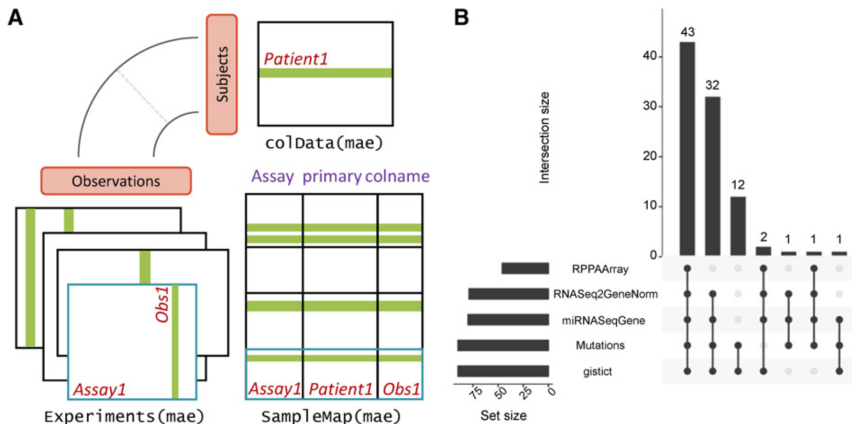 A
Subjects
Patient1
colData(mae)
Observations
Assay primary colname
Obs1
Assay1
Experiments(mae)
Assay1 Patient1 Obs1
SampleMap(mae)
B
Intersection size
40
30
20
10
0
43
32
12
2
1
1
1
RPPAArray
RNASeq2GeneNorm
miRNASeqGene
Mutations
gistict
75
50
25
0
Set size